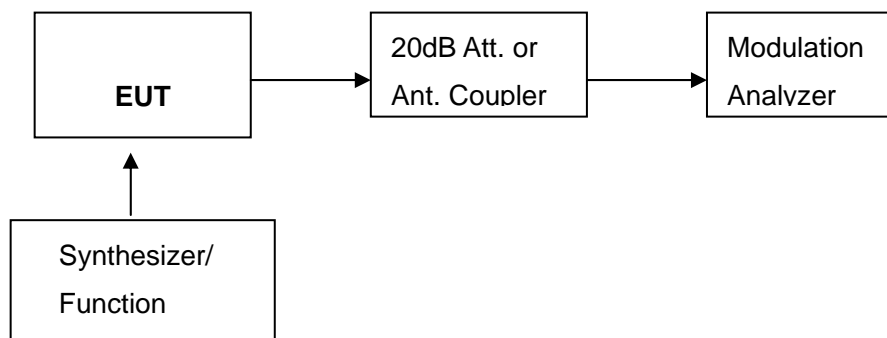 EUT
20dB Att. or
Ant. Coupler
Modulation
Analyzer
Synthesizer/
Function